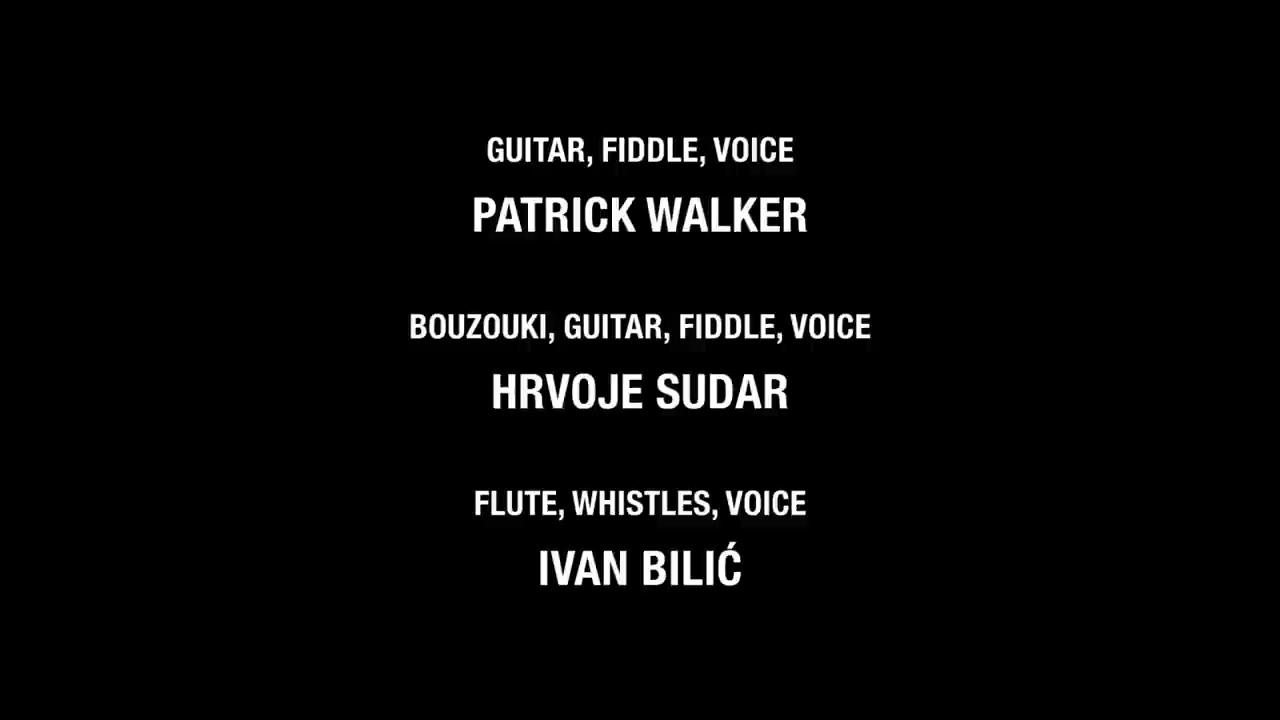 GUITAR, FIDDLE, VOICE
PATRICK WALKER
BOUZOUKI, GUITAR, FIDDLE, VOICE
HRVOJE SUDAR
FLUTE, WHISTLES, VOICE
IVAN BILIĆ